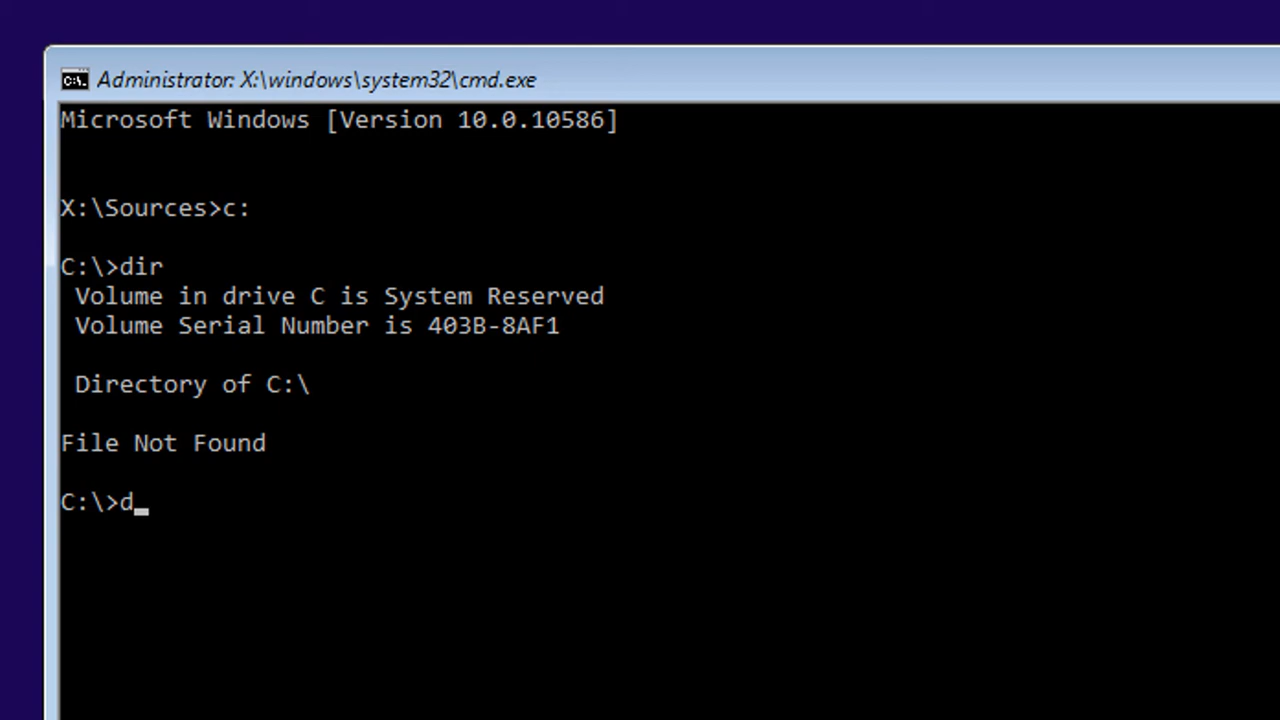 Administrator: X:\windows\system32\cmd.exe
Microsoft Windows [Version 10.0.10586]
X:\Sources>c:
C:\>dir
Volume in drive C is System Reserved
Volume Serial Number is 403B-8AF1
Directory of C:\
File Not Found
C:\>d_